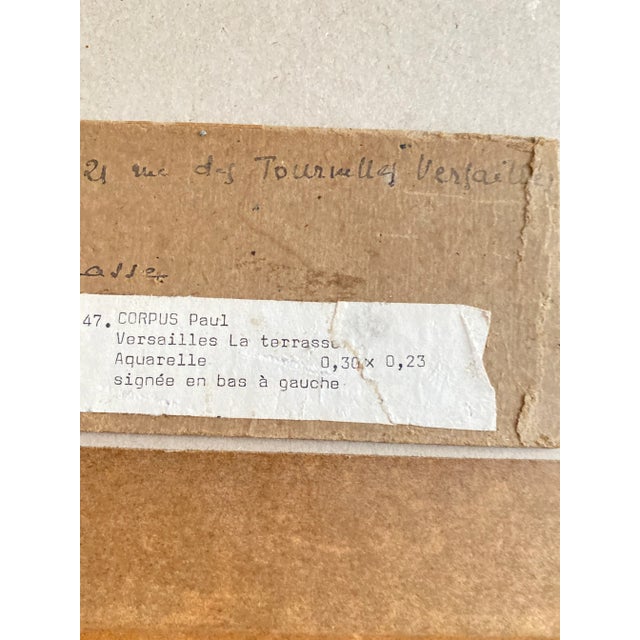 21 rue des Tournelles Versailles
asse
47. CORPUS Paul
Versailles La terrasse
Aquarelle 0,30 x 0,23
signée en bas à gauche